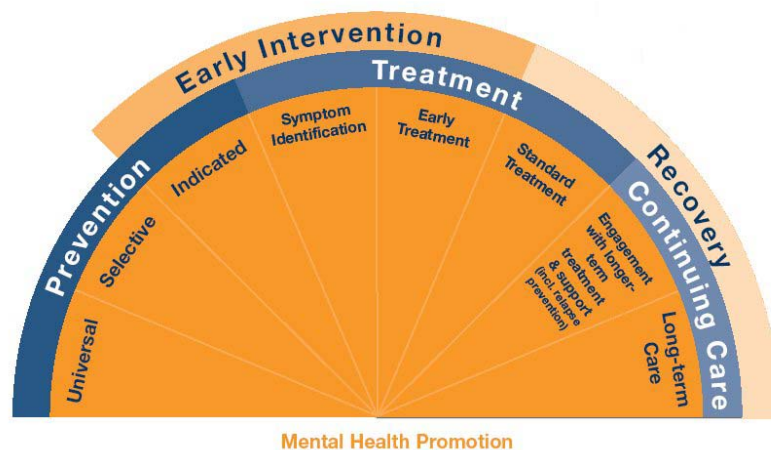 Early Intervention
Recovery
Prevention
Treatment
Continuing Care
Universal
Selective
Indicated
Symptom
Identification
Early
Treatment
Standard
Treatment
Engagement
with longer-
term
treatment
& support
(incl. relapse
prevention)
Long-term
Care
Mental Health Promotion